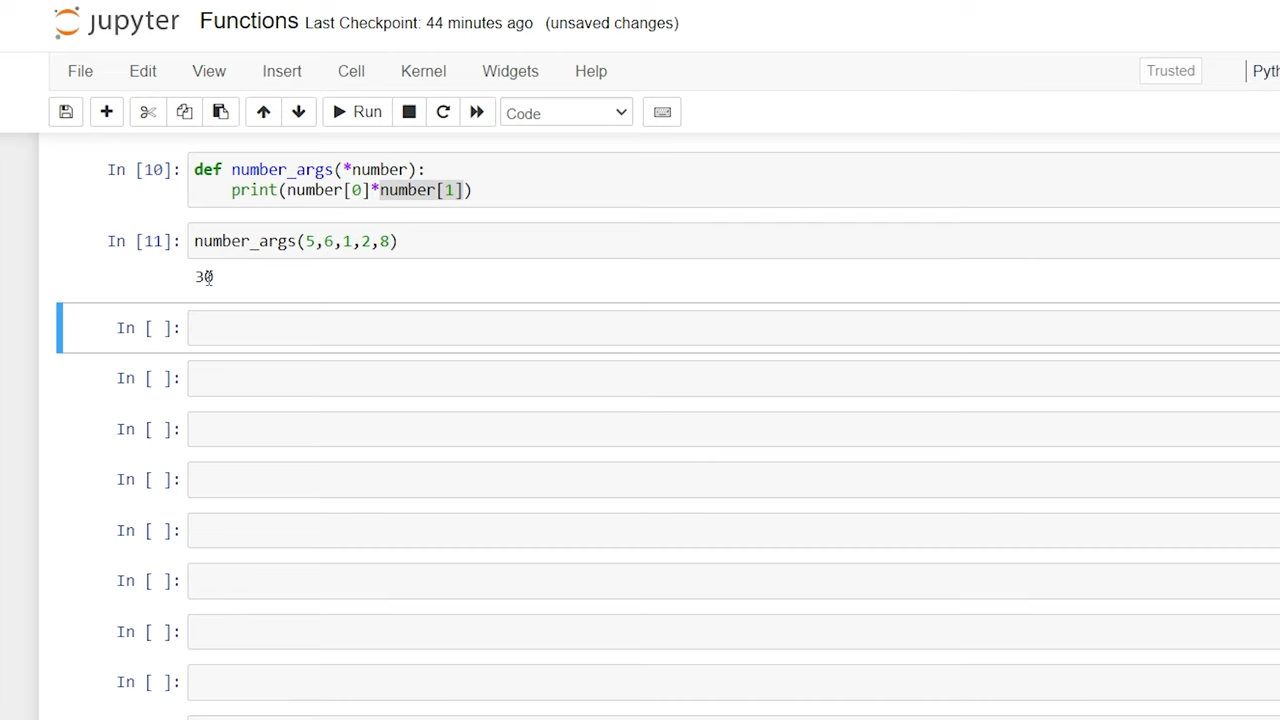 jupyter Functions Last Checkpoint: 44 minutes ago (unsaved changes)
File Edit View Insert Cell Kernel Widgets Help Trusted Pyth
Run Code
In [10]: def number_args(*number):
print(number[0]*number[1])
In [11]: number_args(5,6,1,2,8)
30
In [ ]:
In [ ]:
In [ ]:
In [ ]:
In [ ]:
In [ ]:
In [ ]:
In [ ]: